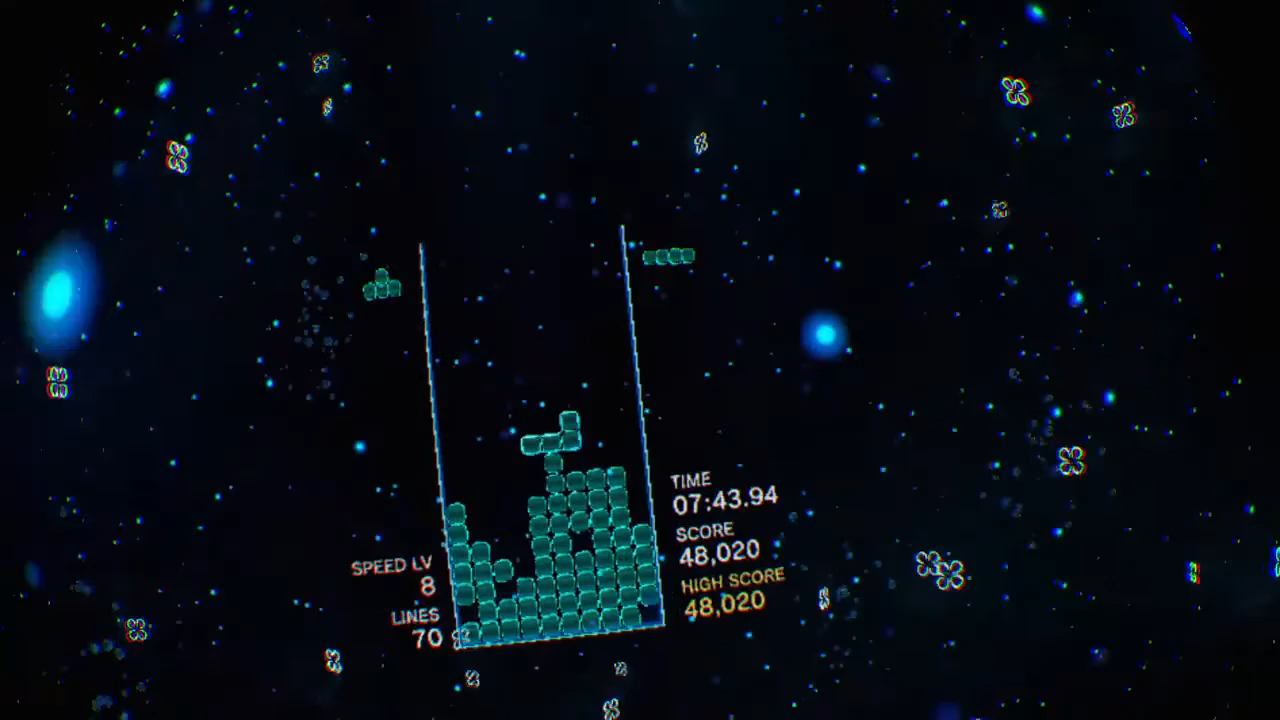 TIME
07:43.94
SCORE
48,020
HIGH SCORE
48,020
SPEED LV
8
LINES
70